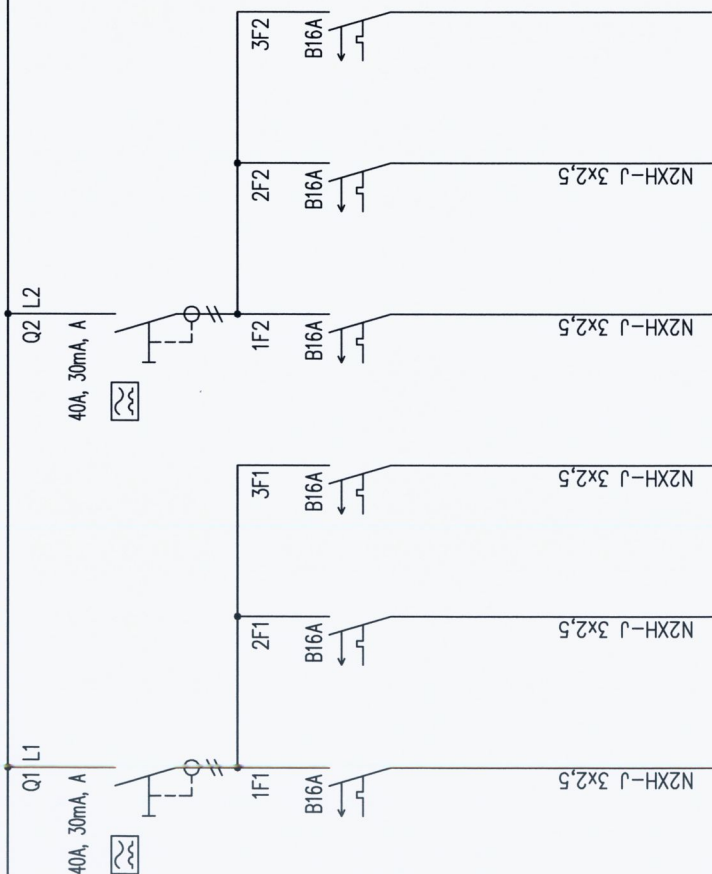 3F2
B16A
2F2
B16A
N2XH-J 3x2,5
Q2 L2
40A, 30mA, A
1F2
B16A
N2XH-J 3x2,5
3F1
B16A
N2XH-J 3x2,5
2F1
B16A
N2XH-J 3x2,5
Q1 L1
40A, 30mA, A
1F1
B16A
N2XH-J 3x2,5